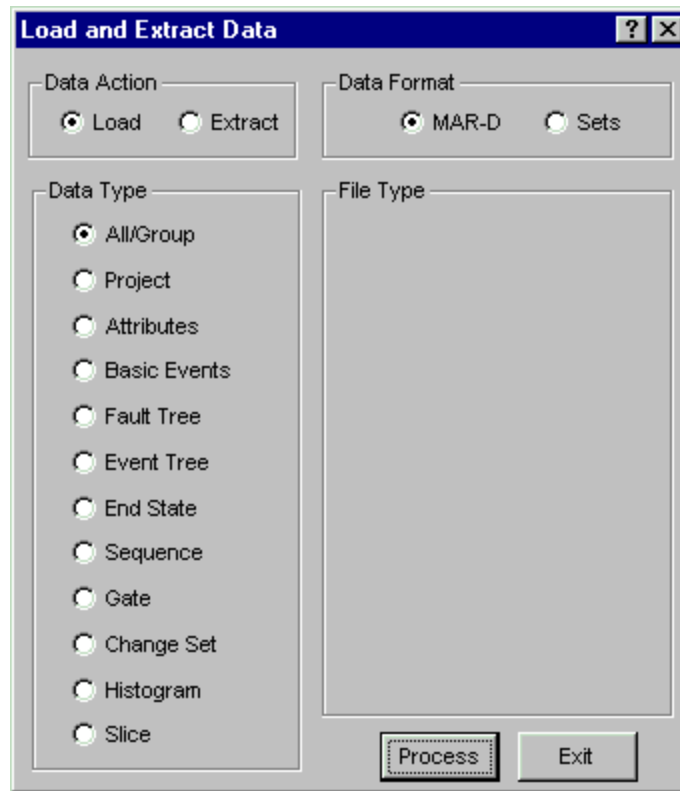 Load and Extract Data
Data Action
Load Extract
Data Format
MAR-D Sets
Data Type
All/Group
Project
Attributes
Basic Events
Fault Tree
Event Tree
End State
Sequence
Gate
Change Set
Histogram
Slice
File Type
Process Exit